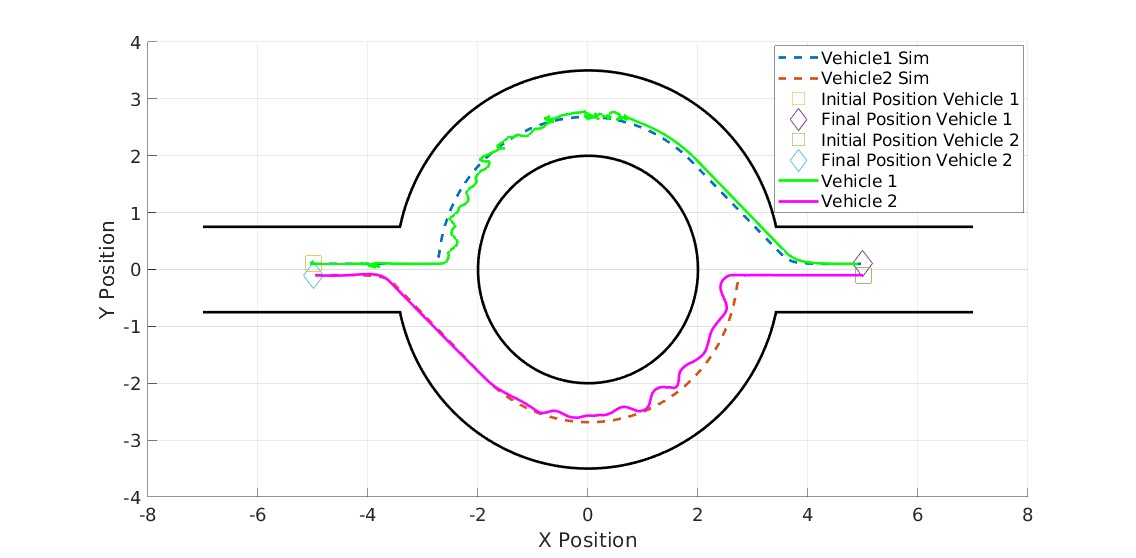 4
3
2
1
0
-1
-2
-3
-4
Y Position
-8
-6
-4
-2
0
2
4
6
8
X Position
Vehicle1 Sim
Vehicle2 Sim
Initial Position Vehicle 1
Final Position Vehicle 1
Initial Position Vehicle 2
Final Position Vehicle 2
Vehicle 1
Vehicle 2